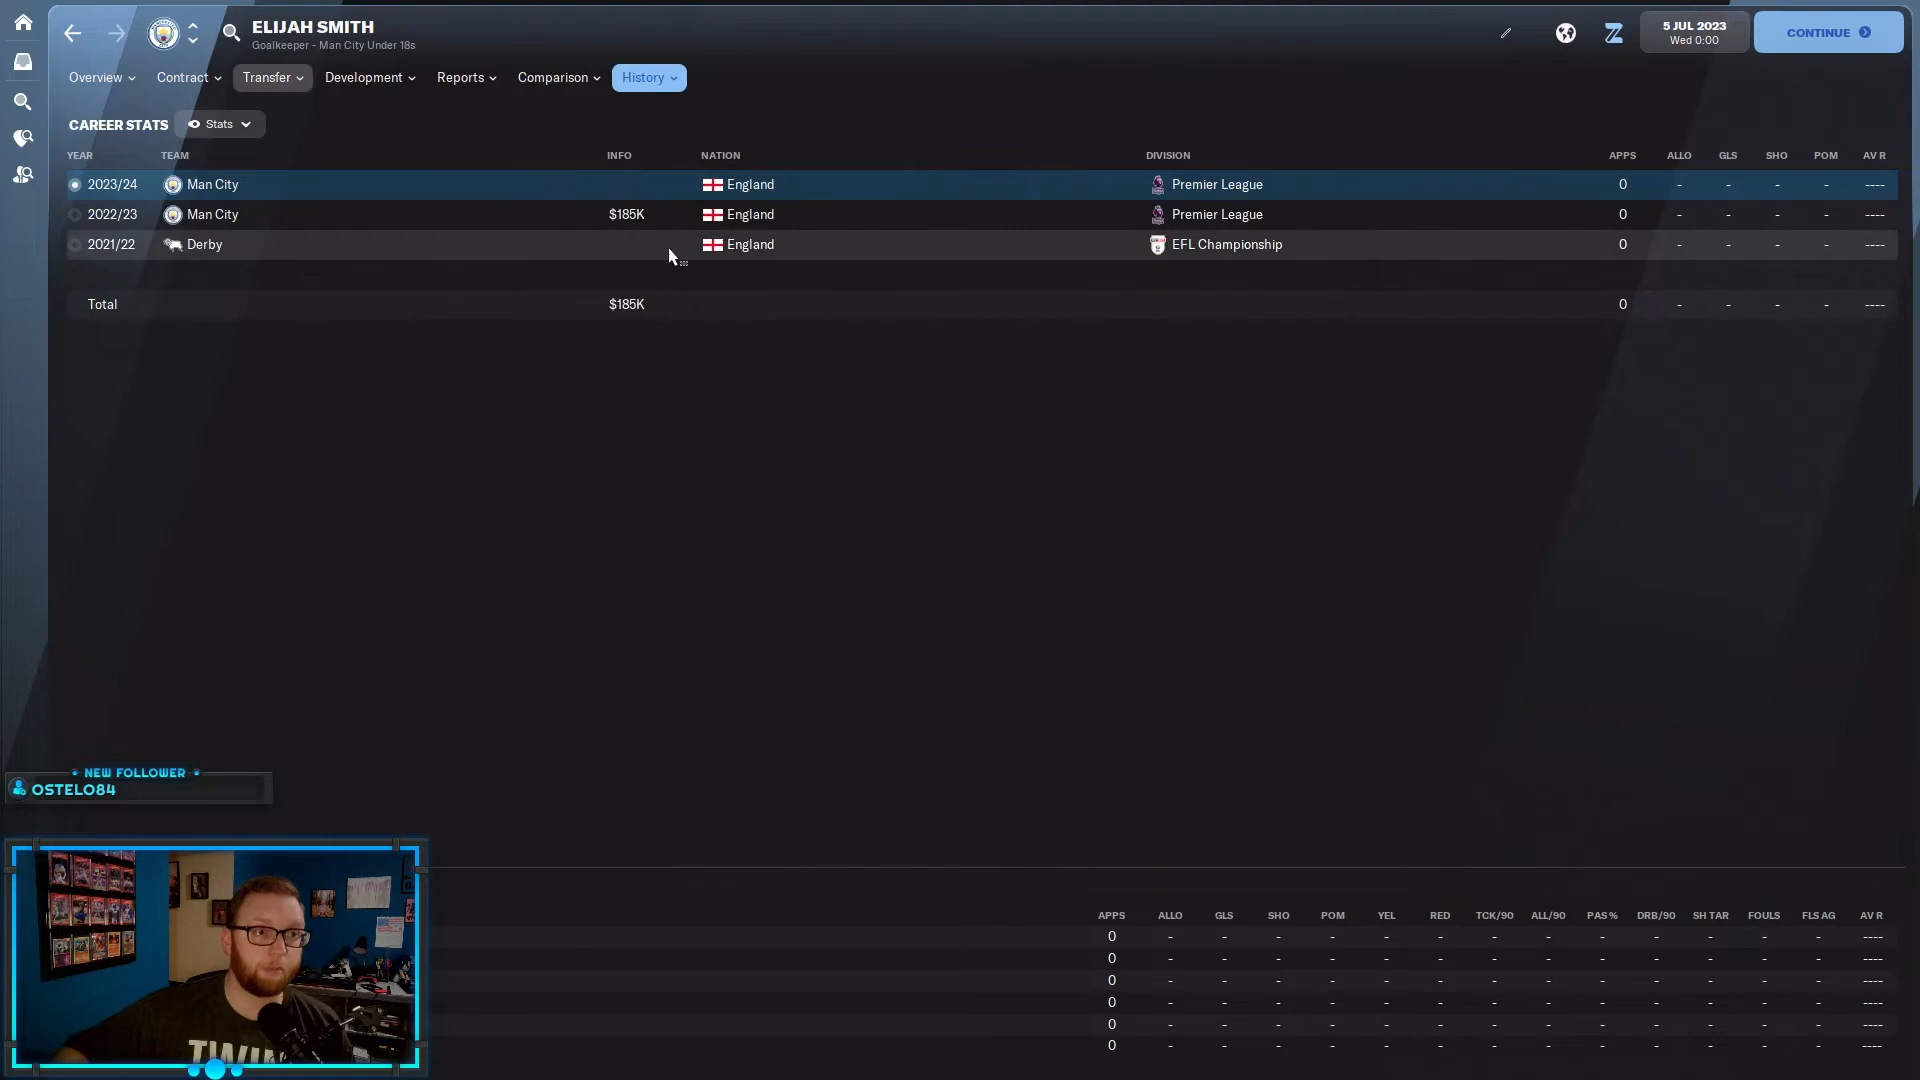 ELIJAH SMITH
Goalkeeper - Man City Under 18s
5 JUL 2023
Wed 0:00
CONTINUE
Overview Contract Transfer Development Reports Comparison History
CAREER STATS Stats
YEAR TEAM INFO NATION DIVISION APPS ALLO GLS SHO POM AV R
2023/24 Man City England Premier League 0 - - - - ----
2022/23 Man City $185K England Premier League 0 - - - - ----
2021/22 Derby England EFL Championship 0 - - - - ----
Total $185K 0 - - - - ----
NEW FOLLOWER
OSTELO84
APPS ALLO GLS SHO POM YEL RED TCK/90 ALL/90 PAS % DRB/90 SH TAR FOULS FLS AG AV R
0 - - - - - - - - - - - - - ----
0 - - - - - - - - - - - - - ----
0 - - - - - - - - - - - - - ----
0 - - - - - - - - - - - - - ----
0 - - - - - - - - - - - - - ----
0 - - - - - - - - - - - - - ----